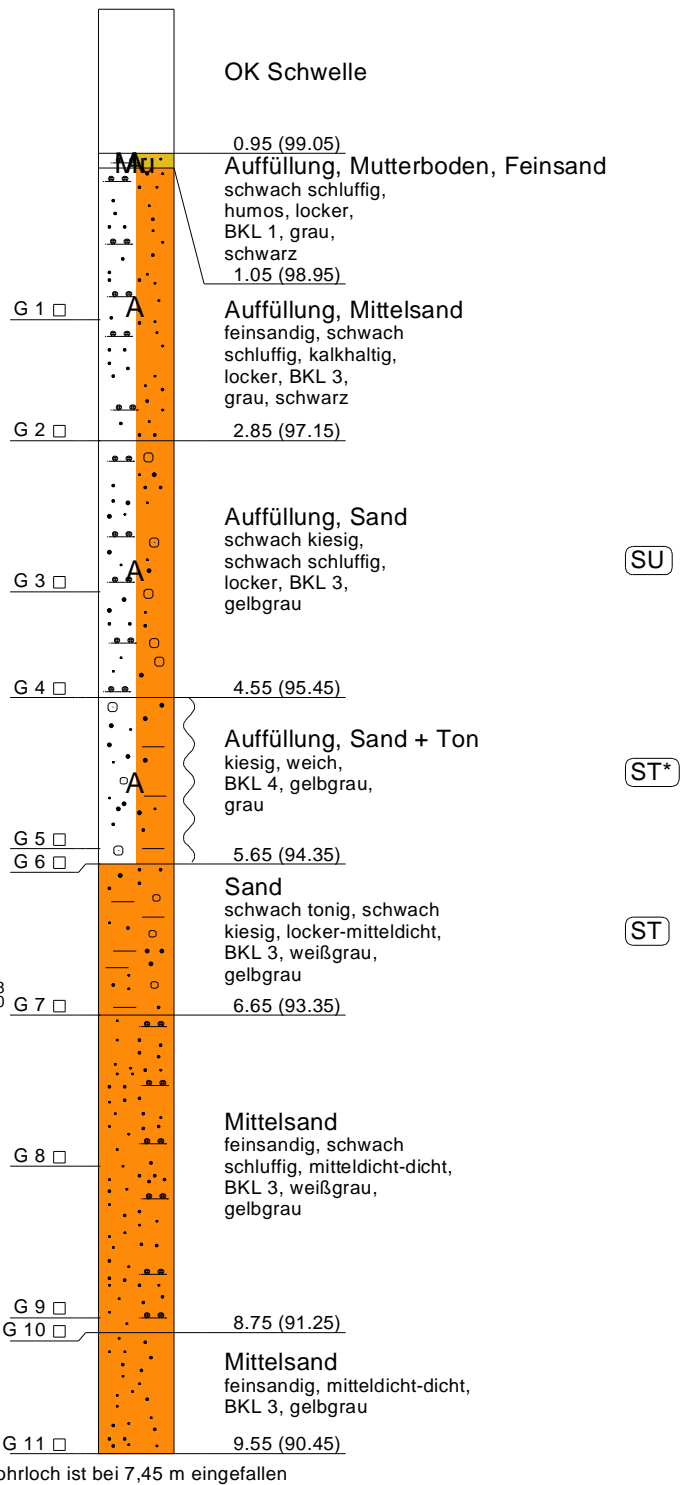 OK Schwelle
0.95 (99.05)
Mu
A
Auffüllung, Mutterboden, Feinsand
schwach schluffig,
humos, locker,
BKL 1, grau,
schwarz
1.05 (98.95)
G 1
A
Auffüllung, Mittelsand
feinsandig, schwach
schluffig, kalkhaltig,
locker, BKL 3,
grau, schwarz
G 2
2.85 (97.15)
Auffüllung, Sand
schwach kiesig,
schwach schluffig,
locker, BKL 3,
gelbgrau
SU
G 3
A
G 4
4.55 (95.45)
Auffüllung, Sand + Ton
kiesig, weich,
BKL 4, gelbgrau,
grau
ST*
A
G 5
G 6
5.65 (94.35)
Sand
schwach tonig, schwach
kiesig, locker-mitteldicht,
BKL 3, weißgrau,
gelbgrau
ST
G 7
6.65 (93.35)
Mittelsand
feinsandig, schwach
schluffig, mitteldicht-dicht,
BKL 3, weißgrau,
gelbgrau
G 8
G 9
G 10
8.75 (91.25)
Mittelsand
feinsandig, mitteldicht-dicht,
BKL 3, gelbgrau
G 11
9.55 (90.45)
ohrloch ist bei 7,45 m eingefallen